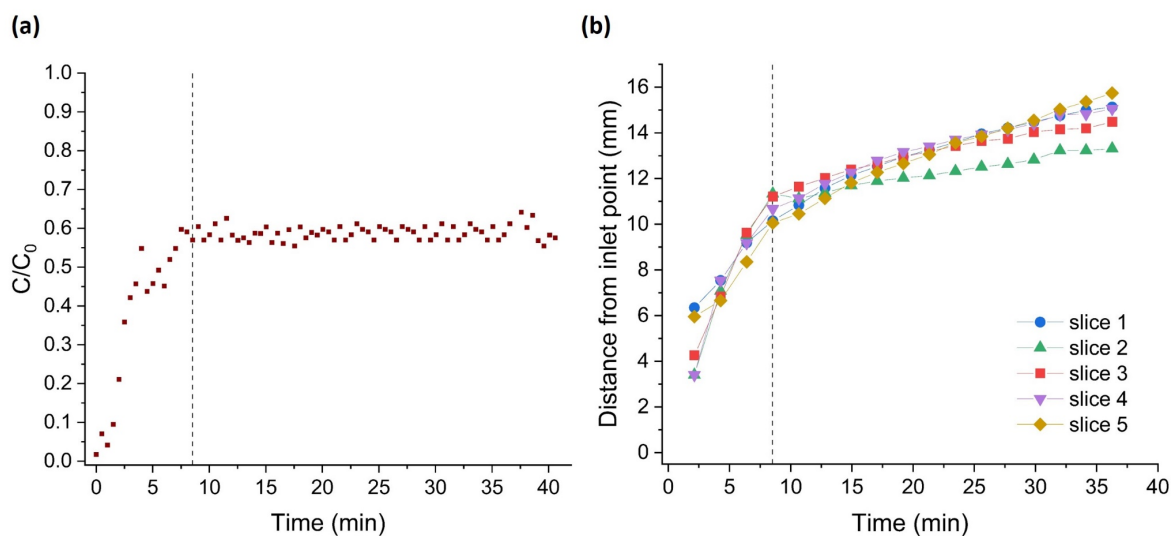 (a)
1.0
0.9
0.8
0.7
0.6
0.5
0.4
0.3
0.2
0.1
0.0
C/C0
0 5 10 15 20 25 30 35 40
Time (min)
(b)
16
14
12
10
8
6
4
2
0
Distance from inlet point (mm)
slice 1
slice 2
slice 3
slice 4
slice 5
0 5 10 15 20 25 30 35 40
Time (min)